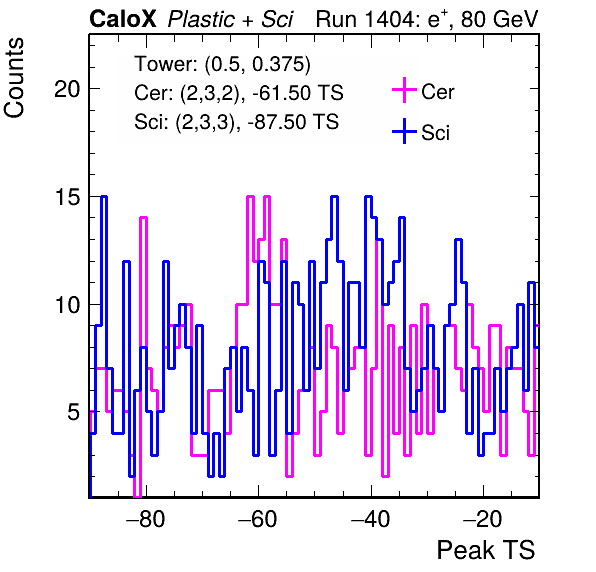 CaloX Plastic + Sci Run 1404: e⁺, 80 GeV
Counts
Tower: (0.5, 0.375)
Cer: (2,3,2), -61.50 TS
Sci: (2,3,3), -87.50 TS
Cer
Sci
20
15
10
5
−80 −60 −40 −20
Peak TS